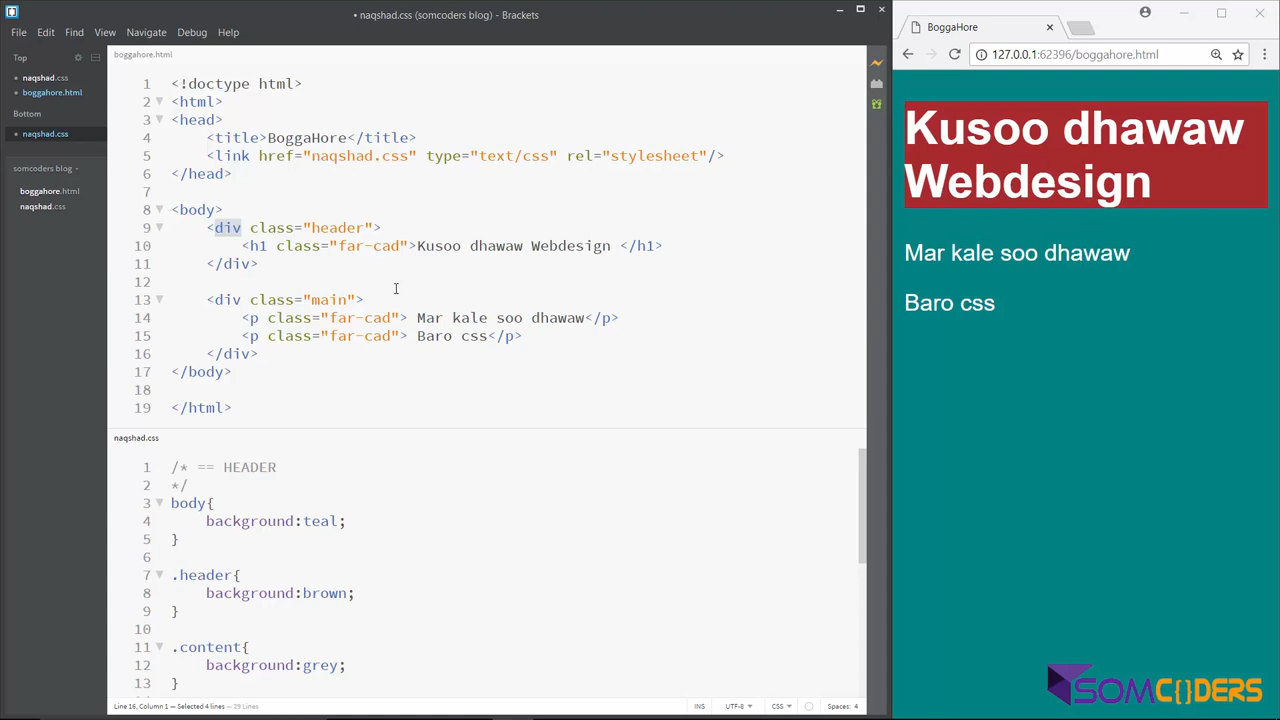 • naqshad.css (somcoders blog) - Brackets
File Edit Find View Navigate Debug Help
Top
naqshad.css
boggahore.html
Bottom
naqshad.css
somcoders blog
boggahore.html
naqshad.css
boggahore.html
1 <!doctype html>
2 <html>
3 <head>
4 <title>BoggaHore</title>
5 <link href="naqshad.css" type="text/css" rel="stylesheet"/>
6 </head>
7
8 <body>
9 <div class="header">
10 <h1 class="far-cad">Kusoo dhawaw Webdesign </h1>
11 </div>
12
13 <div class="main">
14 <p class="far-cad"> Mar kale soo dhawaw</p>
15 <p class="far-cad"> Baro css</p>
16 </div>
17 </body>
18
19 </html>
naqshad.css
1 /* == HEADER
2 */
3 body{
4 background:teal;
5 }
6
7 .header{
8 background:brown;
9 }
10
11 .content{
12 background:grey;
13 }
Line 16, Column 1 — Selected 4 lines — 29 Lines
INS UTF-8 CSS Spaces: 4
BoggaHore
127.0.0.1:62396/boggahore.html
Kusoo dhawaw
Webdesign
Mar kale soo dhawaw
Baro css
SOMC{}DERS